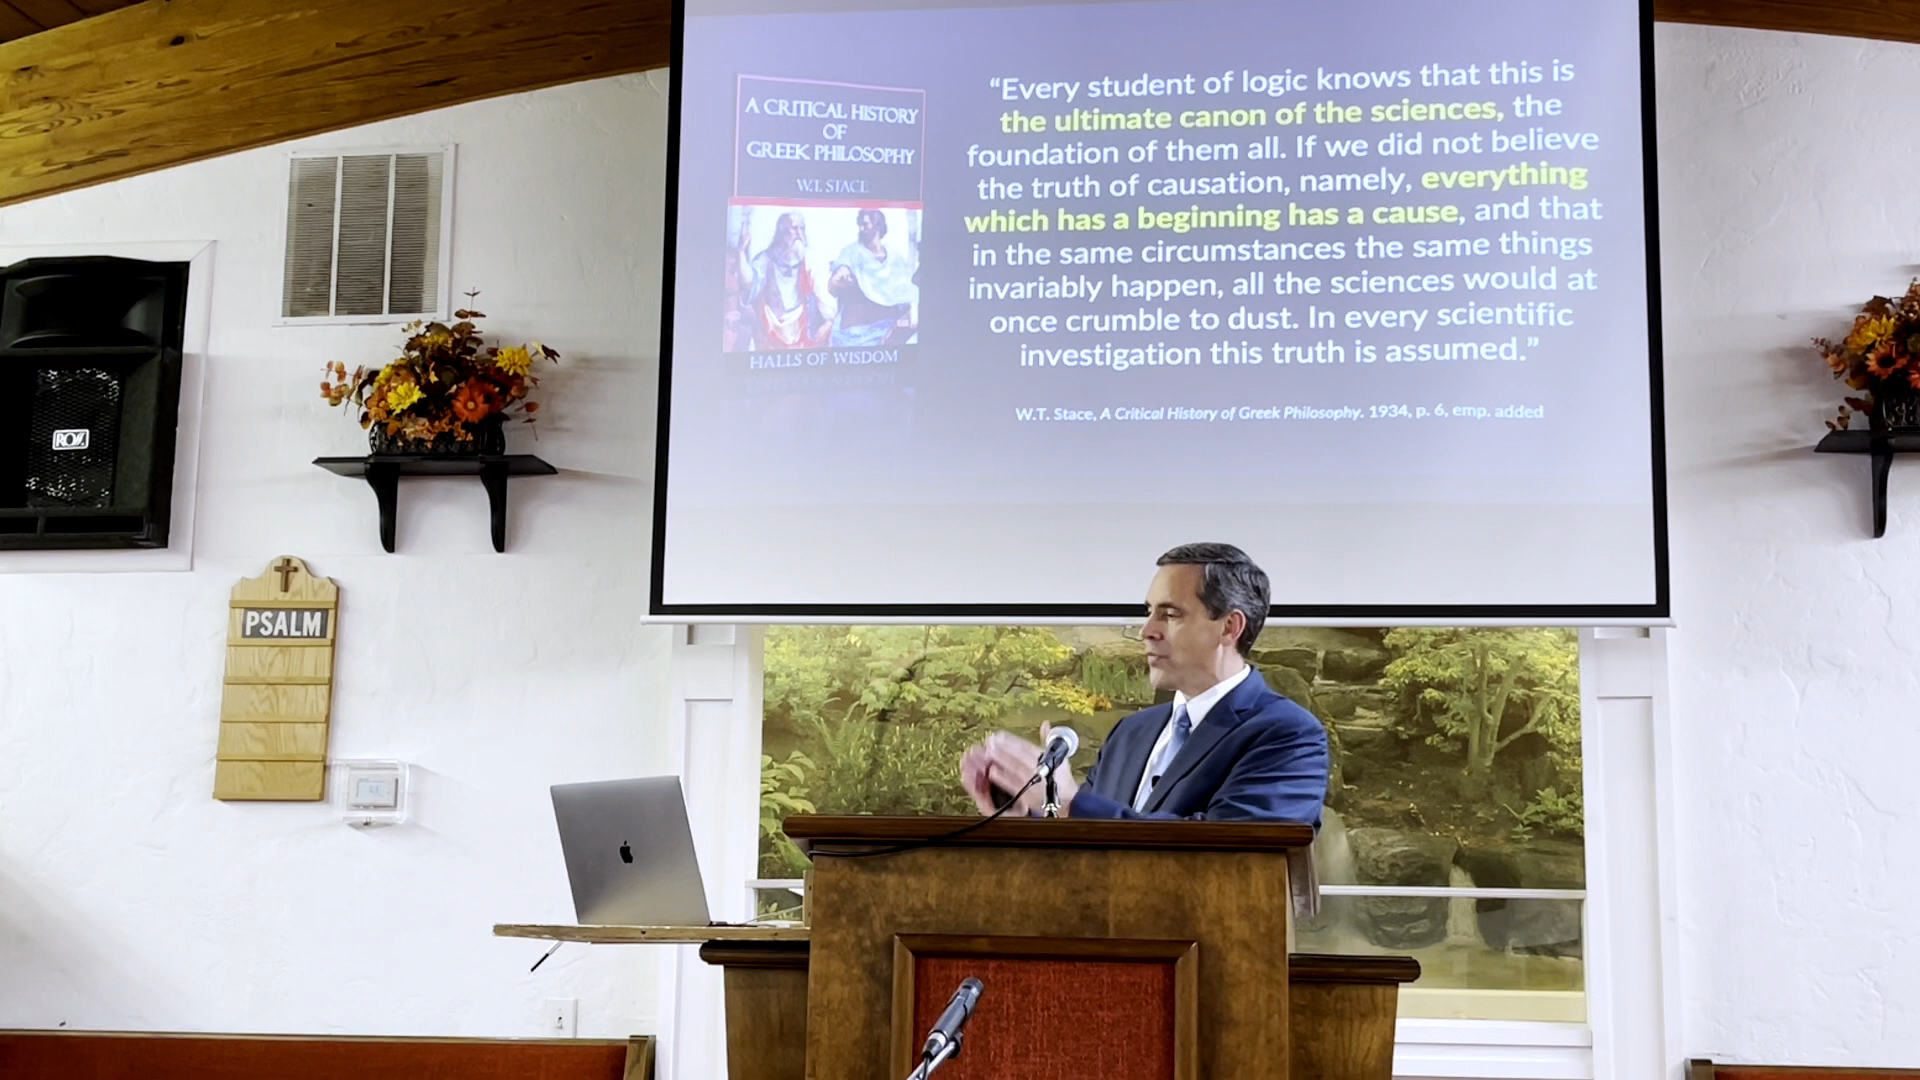 A CRITICAL HISTORY
OF
GREEK PHILOSOPHY
W.T. STACE
HALLS OF WISDOM
“Every student of logic knows that this is
the ultimate canon of the sciences, the
foundation of them all. If we did not believe
the truth of causation, namely, everything
which has a beginning has a cause, and that
in the same circumstances the same things
invariably happen, all the sciences would at
once crumble to dust. In every scientific
investigation this truth is assumed.”
W.T. Stace, A Critical History of Greek Philosophy. 1934, p. 6, emp. added
PSALM
ROSS